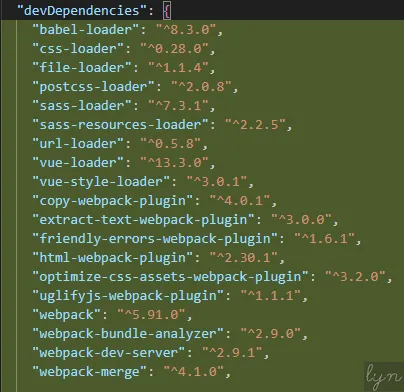 "devDependencies": {
"babel-loader": "^8.3.0",
"css-loader": "^0.28.0",
"file-loader": "^1.1.4",
"postcss-loader": "^2.0.8",
"sass-loader": "^7.3.1",
"sass-resources-loader": "^2.2.5",
"url-loader": "^0.5.8",
"vue-loader": "^13.3.0",
"vue-style-loader": "^3.0.1",
"copy-webpack-plugin": "^4.0.1",
"extract-text-webpack-plugin": "^3.0.0",
"friendly-errors-webpack-plugin": "^1.6.1",
"html-webpack-plugin": "^2.30.1",
"optimize-css-assets-webpack-plugin": "^3.2.0",
"uglifyjs-webpack-plugin": "^1.1.1",
"webpack": "^5.91.0",
"webpack-bundle-analyzer": "^2.9.0",
"webpack-dev-server": "^2.9.1",
"webpack-merge": "^4.1.0",
lyn